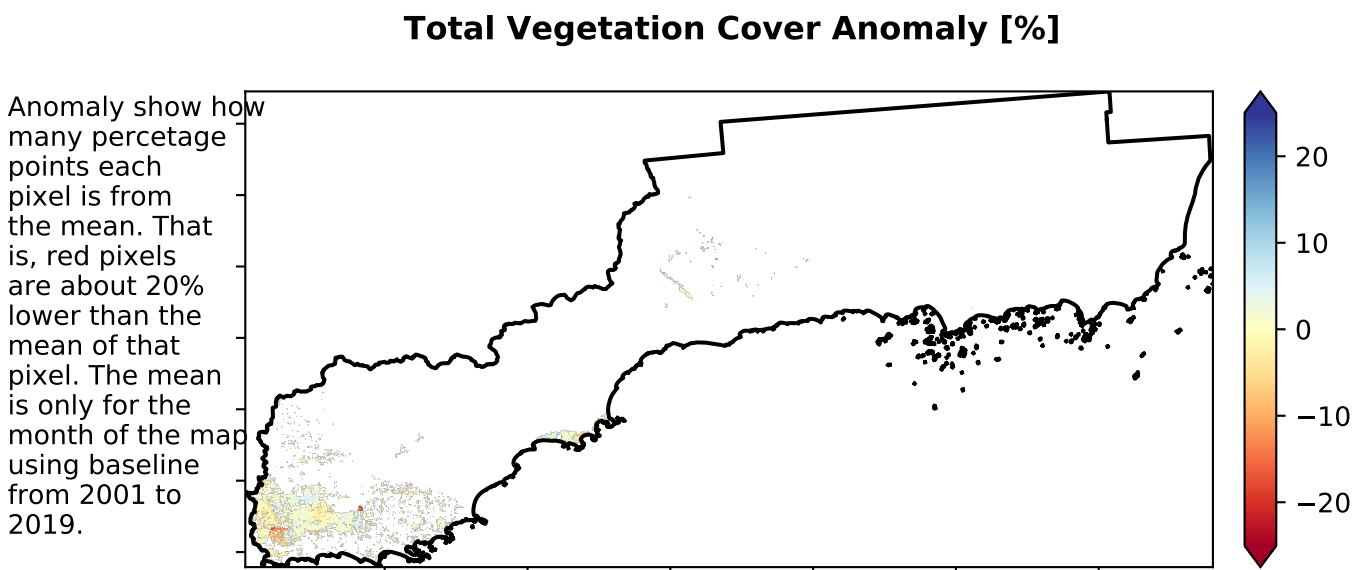 Total Vegetation Cover Anomaly [%]
Anomaly show how
many percetage
points each
pixel is from
the mean. That
is, red pixels
are about 20%
lower than the
mean of that
pixel. The mean
is only for the
month of the map
using baseline
from 2001 to
2019.
20
10
0
−10
−20